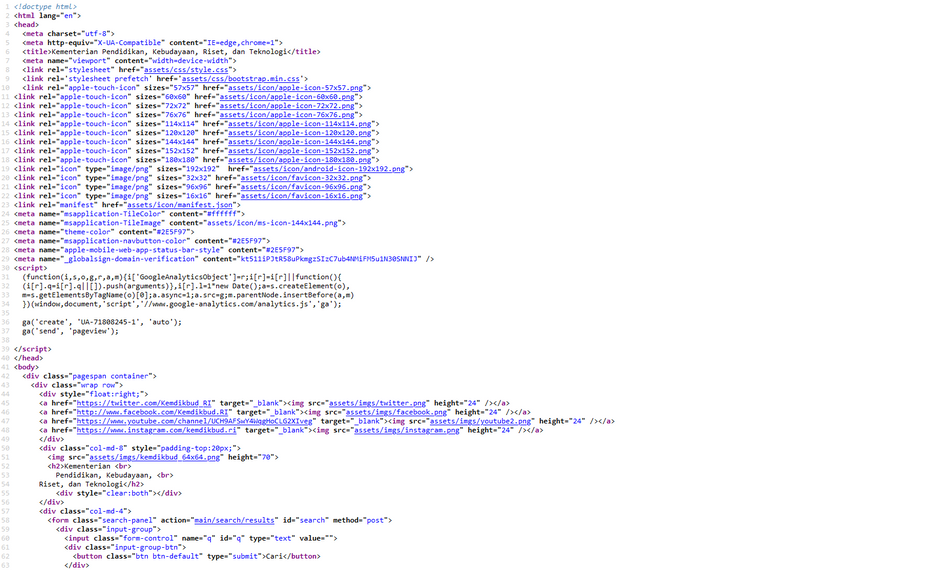 1 <!doctype html>
2 <html lang="en">
3 <head>
4 <meta charset="utf-8">
5 <meta http-equiv="X-UA-Compatible" content="IE=edge,chrome=1">
6 <title>Kementerian Pendidikan, Kebudayaan, Riset, dan Teknologi</title>
7 <meta name="viewport" content="width=device-width">
8 <link rel="stylesheet" href="assets/css/style.css">
9 <link rel='stylesheet prefetch' href='assets/css/bootstrap.min.css'>
10 <link rel="apple-touch-icon" sizes="57x57" href="assets/icon/apple-icon-57x57.png">
11 <link rel="apple-touch-icon" sizes="60x60" href="assets/icon/apple-icon-60x60.png">
12 <link rel="apple-touch-icon" sizes="72x72" href="assets/icon/apple-icon-72x72.png">
13 <link rel="apple-touch-icon" sizes="76x76" href="assets/icon/apple-icon-76x76.png">
14 <link rel="apple-touch-icon" sizes="114x114" href="assets/icon/apple-icon-114x114.png">
15 <link rel="apple-touch-icon" sizes="120x120" href="assets/icon/apple-icon-120x120.png">
16 <link rel="apple-touch-icon" sizes="144x144" href="assets/icon/apple-icon-144x144.png">
17 <link rel="apple-touch-icon" sizes="152x152" href="assets/icon/apple-icon-152x152.png">
18 <link rel="apple-touch-icon" sizes="180x180" href="assets/icon/apple-icon-180x180.png">
19 <link rel="icon" type="image/png" sizes="192x192" href="assets/icon/android-icon-192x192.png">
20 <link rel="icon" type="image/png" sizes="32x32" href="assets/icon/favicon-32x32.png">
21 <link rel="icon" type="image/png" sizes="96x96" href="assets/icon/favicon-96x96.png">
22 <link rel="icon" type="image/png" sizes="16x16" href="assets/icon/favicon-16x16.png">
23 <link rel="manifest" href="assets/icon/manifest.json">
24 <meta name="msapplication-TileColor" content="#ffffff">
25 <meta name="msapplication-TileImage" content="assets/icon/ms-icon-144x144.png">
26 <meta name="theme-color" content="#2E5F97">
27 <meta name="msapplication-navbutton-color" content="#2E5F97">
28 <meta name="apple-mobile-web-app-status-bar-style" content="#2E5F97">
29 <meta name="_globalsign-domain-verification" />
30 <script>
31 (function(i,s,o,g,r,a,m){i['GoogleAnalyticsObject']=r;i[r]=i[r]||function(){
32 (i[r].q=i[r].q||[]).push(arguments)},i[r].l=1*new Date();a=s.createElement(o),
33 m=s.getElementsByTagName(o)[0];a.async=1;a.src=g;m.parentNode.insertBefore(a,m)
34 })(window,document,'script','//www.google-analytics.com/analytics.js','ga');
35
36 ga('create', 'UA-71808245-1', 'auto');
37 ga('send', 'pageview');
38
39 </script>
40 </head>
41 <body>
42 <div class="pagespan container">
43 <div class="wrap row">
44 <div style="float:right;">
45 <a href="https://twitter.com/Kemdikbud_RI" target="_blank"><img src="assets/imgs/twitter.png" height="24" /></a>
46 <a href="https://www.facebook.com/Kemdikbud.RI" target="_blank"><img src="assets/imgs/facebook.png" height="24" /></a>
47 <a target="_blank"><img src="assets/imgs/youtube2.png" height="24" /></a>
48 <a href="https://www.instagram.com/kemdikbud.ri" target="_blank"><img src="assets/imgs/instagram.png" height="24" /></a>
49 </div>
50 <div class="col-md-8" style="padding-top:20px;">
51 <img src="assets/imgs/kemdikbud_64x64.png" height="70">
52 <h2>Kementerian <br>
53 Pendidikan, Kebudayaan, <br>
54 Riset, dan Teknologi</h2>
55 <div style="clear:both"></div>
56 </div>
57 <div class="col-md-4">
58 <form class="search-panel" action="main/search/results" id="search" method="post">
59 <div class="input-group">
60 <input class="form-control" name="q" id="q" type="text" value="">
61 <div class="input-group-btn">
62 <button class="btn btn-default" type="submit">Cari</button>
63 </div>